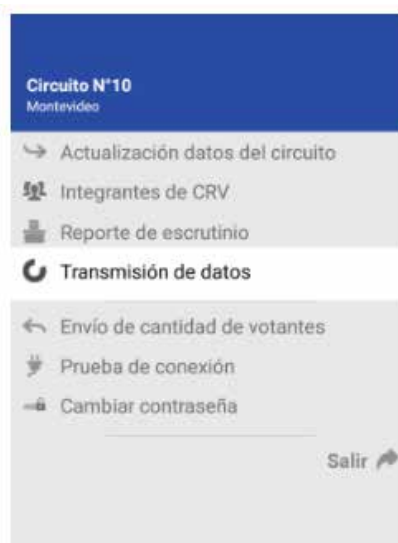 Circuito N°10
Montevideo
Actualización datos del circuito
Integrantes de CRV
Reporte de escrutinio
Transmisión de datos
Envío de cantidad de votantes
Prueba de conexión
Cambiar contraseña
Salir